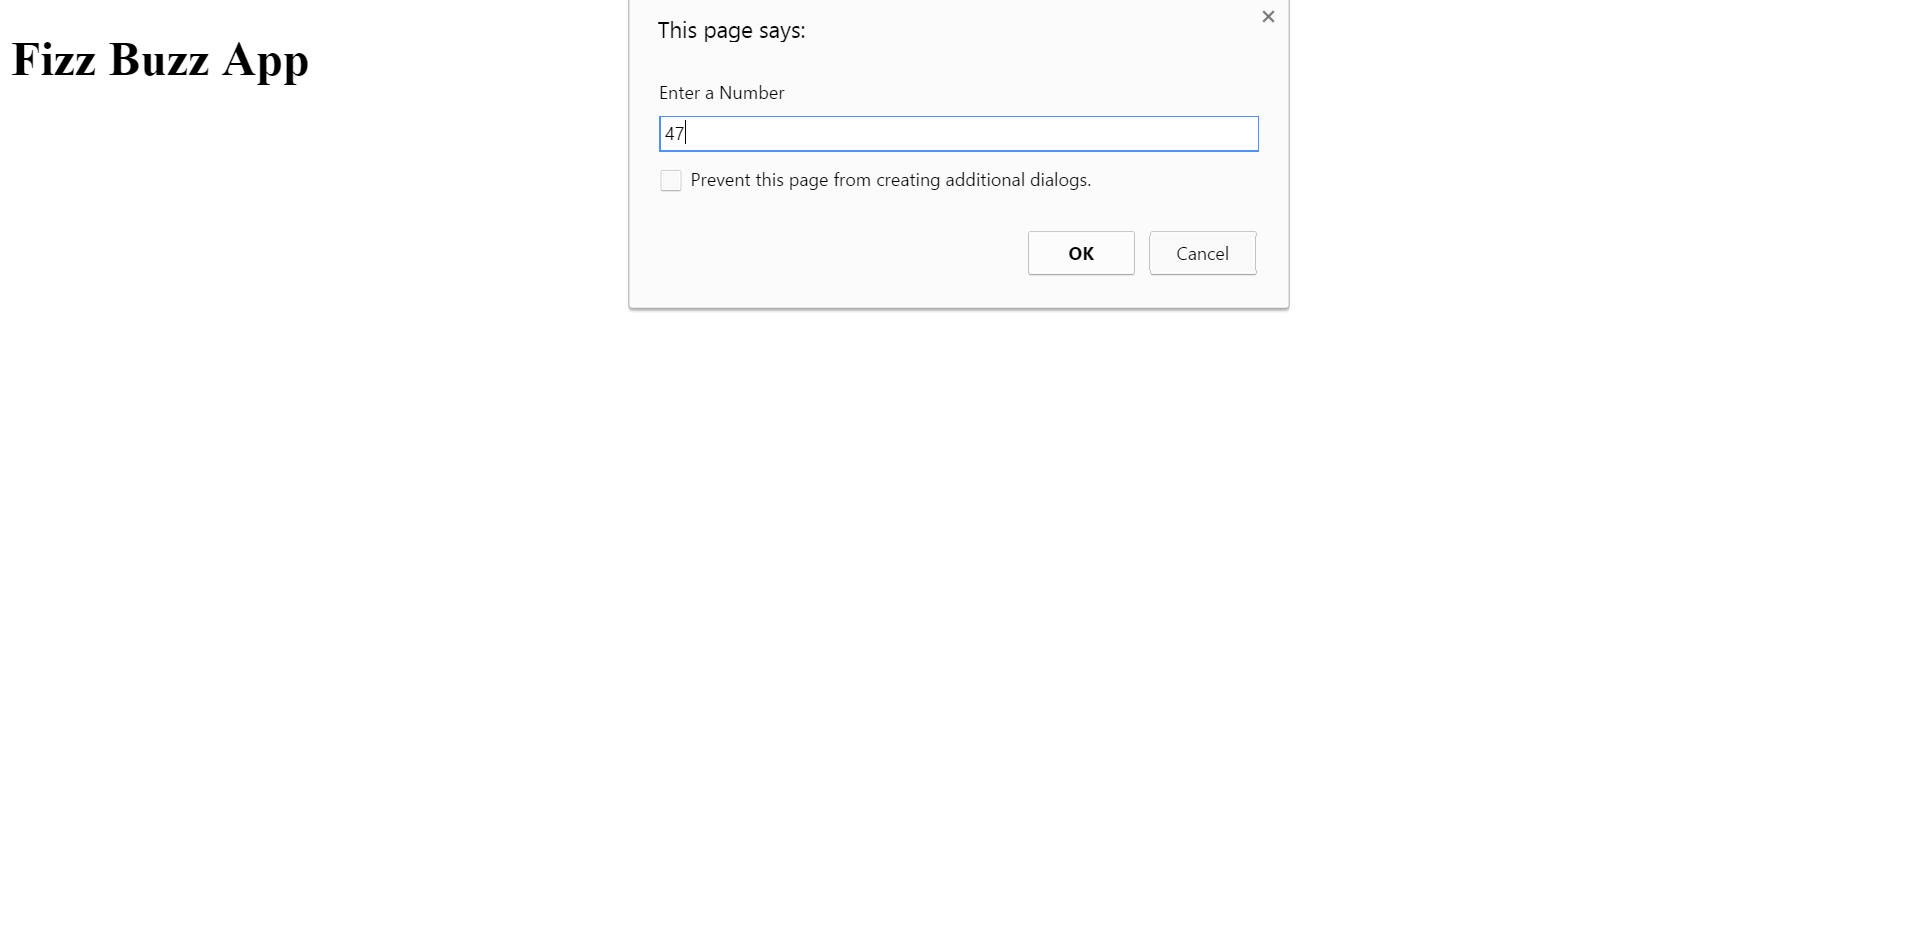 Fizz Buzz App
This page says:
Enter a Number
47
Prevent this page from creating additional dialogs.
OK
Cancel